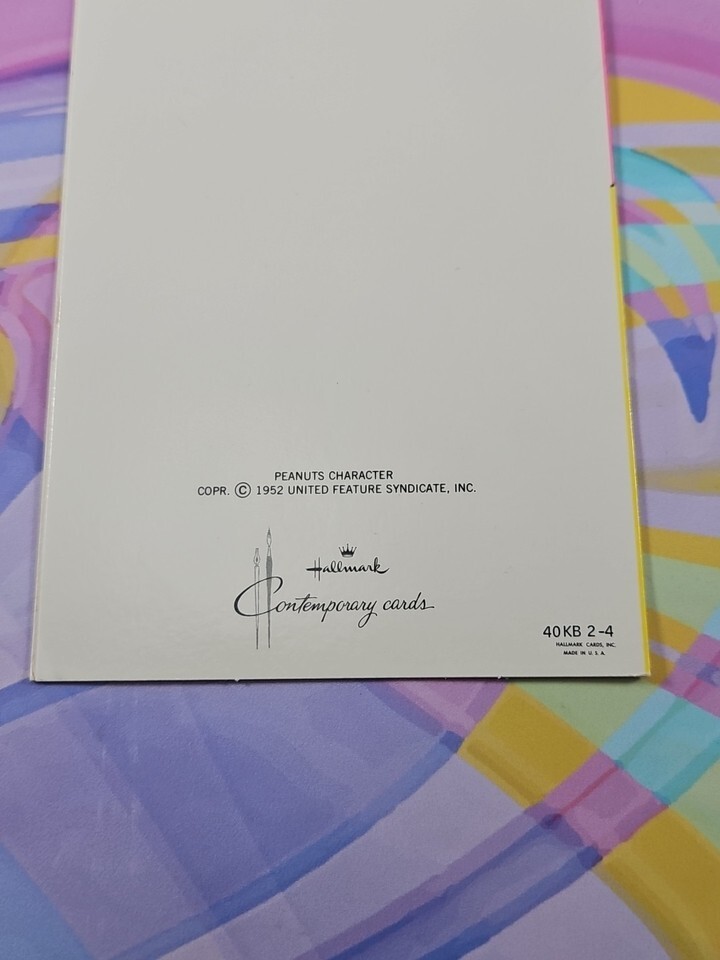 PEANUTS CHARACTER
COPR. © 1952 UNITED FEATURE SYNDICATE, INC.
Hallmark
Contemporary cards
40KB 2-4
HALLMARK CARDS, INC.
MADE IN U. S. A.